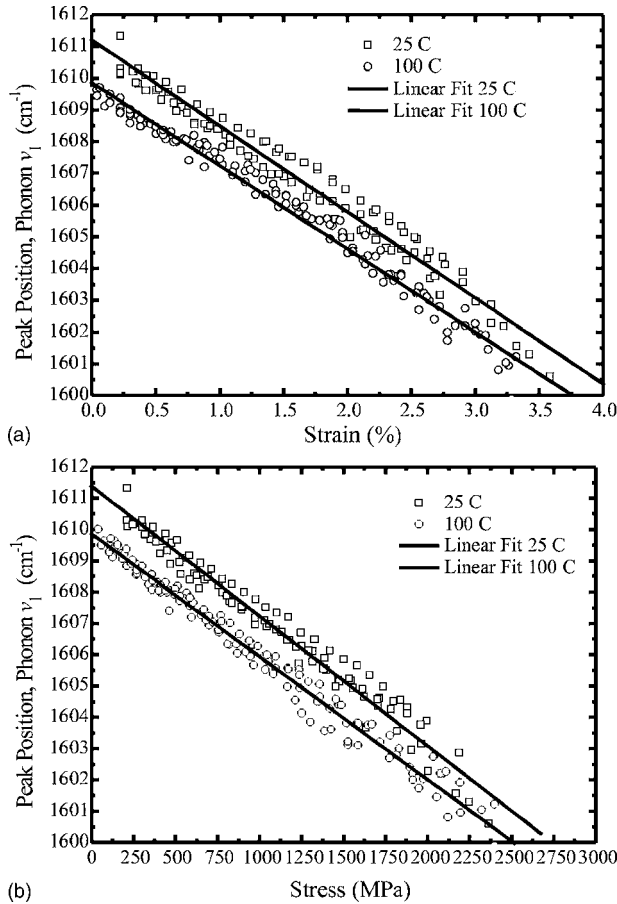 1612
1611
1610
1609
1608
1607
1606
1605
1604
1603
1602
1601
1600
Peak Position, Phonon ν1 (cm-1)
25 C
100 C
Linear Fit 25 C
Linear Fit 100 C
0.0 0.5 1.0 1.5 2.0 2.5 3.0 3.5 4.0
Strain (%)
(a)
1612
1611
1610
1609
1608
1607
1606
1605
1604
1603
1602
1601
1600
Peak Position, Phonon ν1 (cm-1)
25 C
100 C
Linear Fit 25 C
Linear Fit 100 C
0 250 500 750 1000 1250 1500 1750 2000 2250 2500 2750 3000
Stress (MPa)
(b)